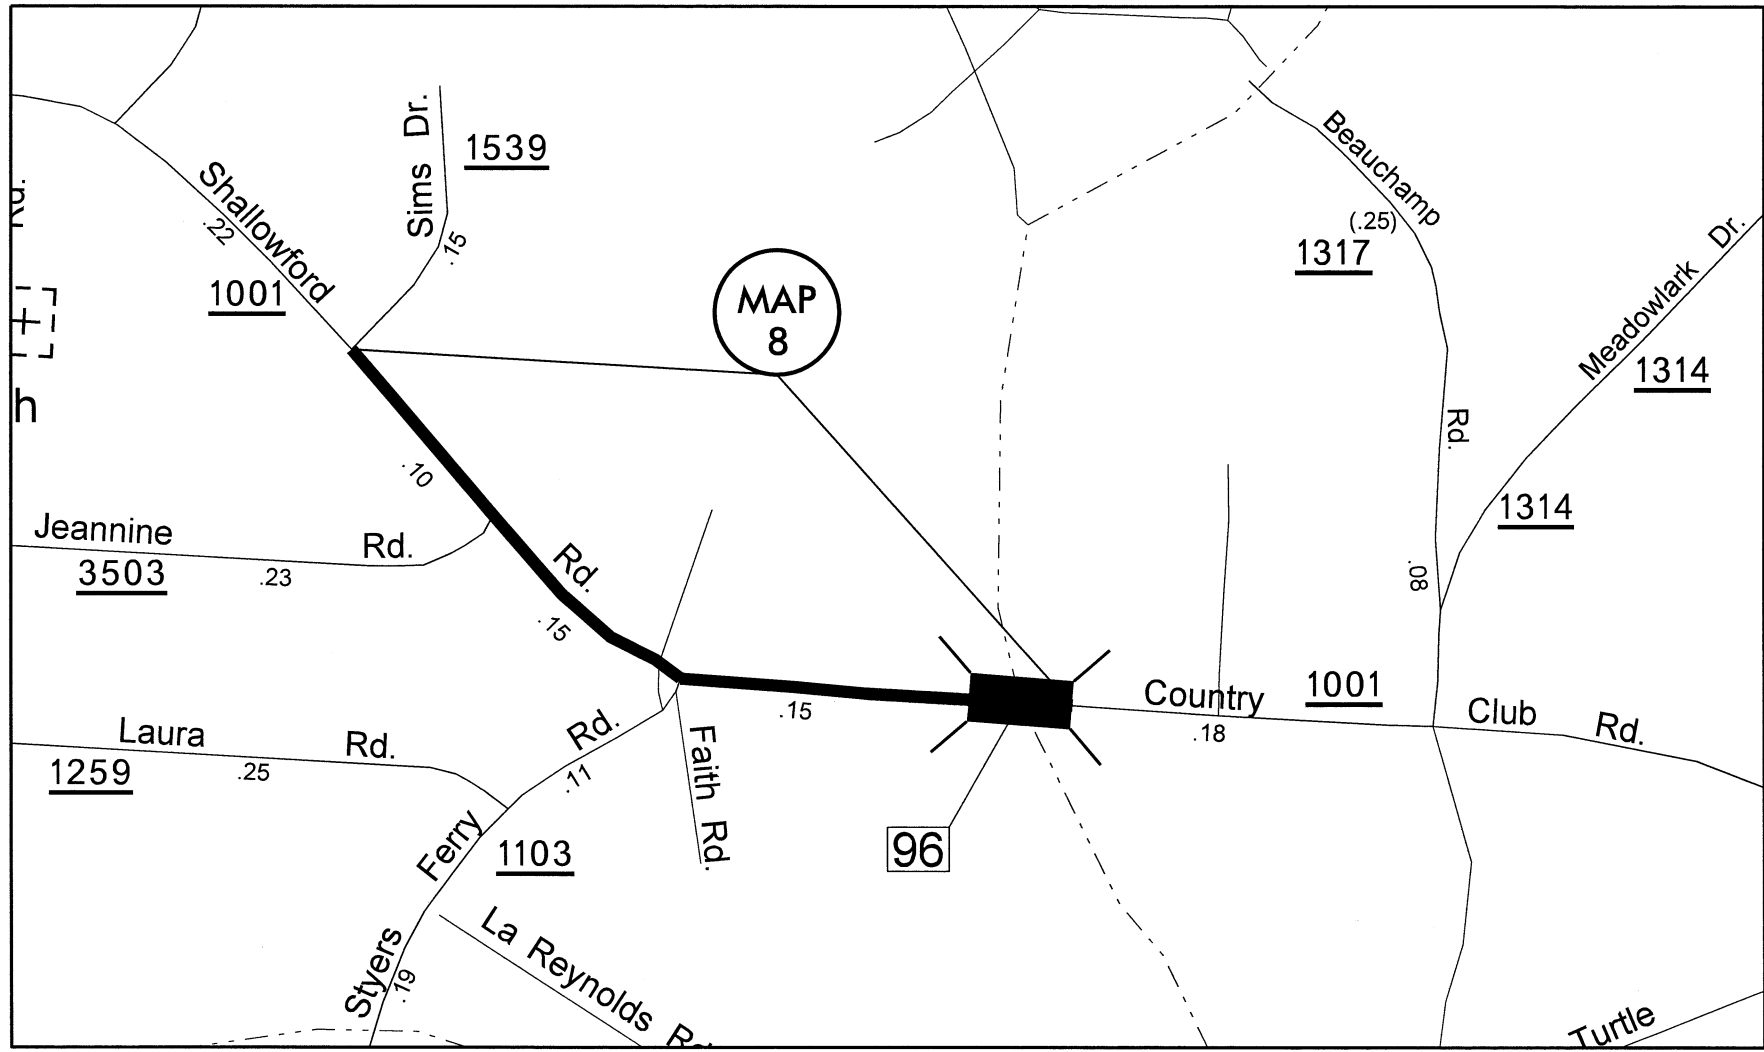 Sims Dr.
1539
Shallowford
.22
.15
1001
Beauchamp
(.25)
1317
Meadowlark Dr.
1314
MAP
8
h
.10
Rd.
1314
Jeannine Rd.
3503
.23
Rd.
.15
.08
Laura Rd.
1259
.25
Rd.
.11
Faith Rd.
.15
Country
1001
Club Rd.
.18
Ferry
1103
96
Styers
.19
La Reynolds Rd.
Turtle
Rd.